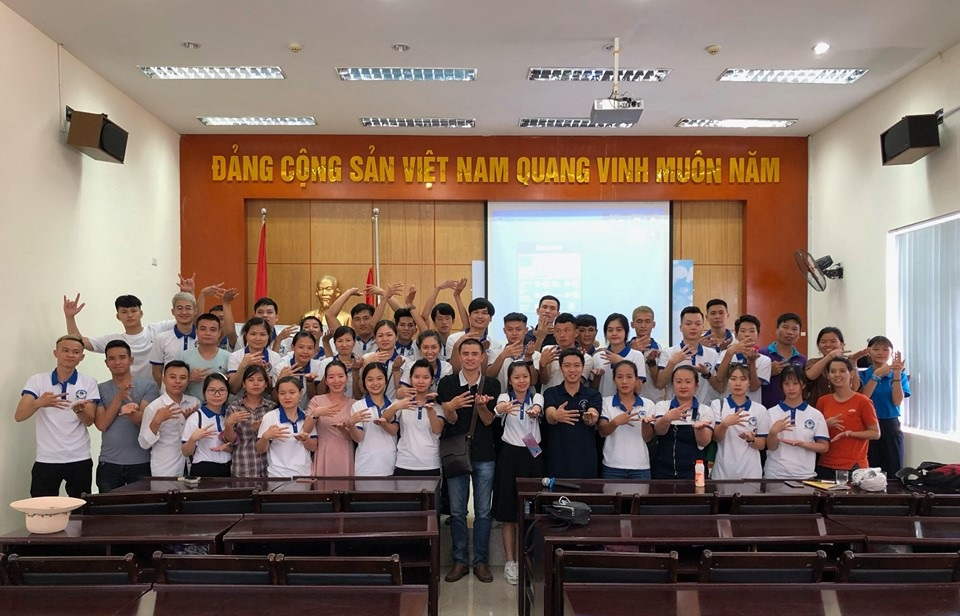 ĐẢNG CỘNG SẢN VIỆT NAM QUANG VINH MUÔN NĂM